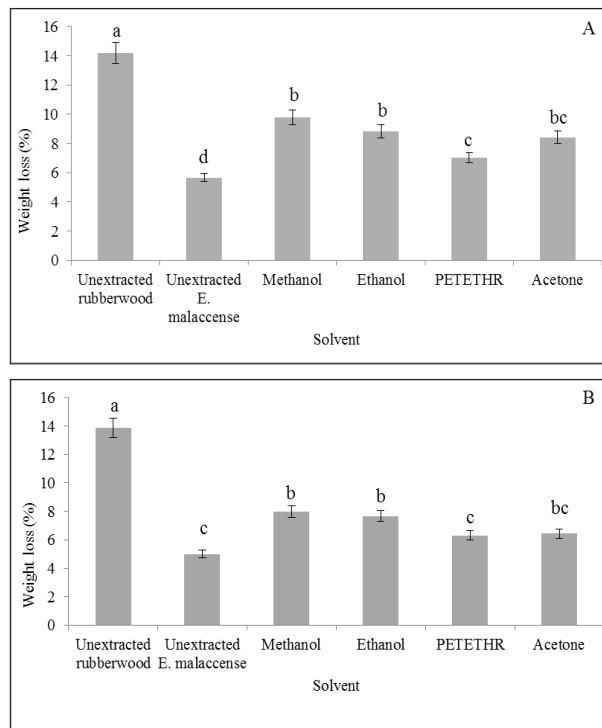 A
Weight loss (%)
16
14
12
10
8
6
4
2
0
a
d
b
b
c
bc
Unextracted rubberwood
Unextracted E. malaccense
Methanol
Ethanol
PETETHR
Acetone
Solvent
B
Weight loss (%)
16
14
12
10
8
6
4
2
0
a
c
b
b
c
bc
Unextracted rubberwood
Unextracted E. malaccense
Methanol
Ethanol
PETETHR
Acetone
Solvent